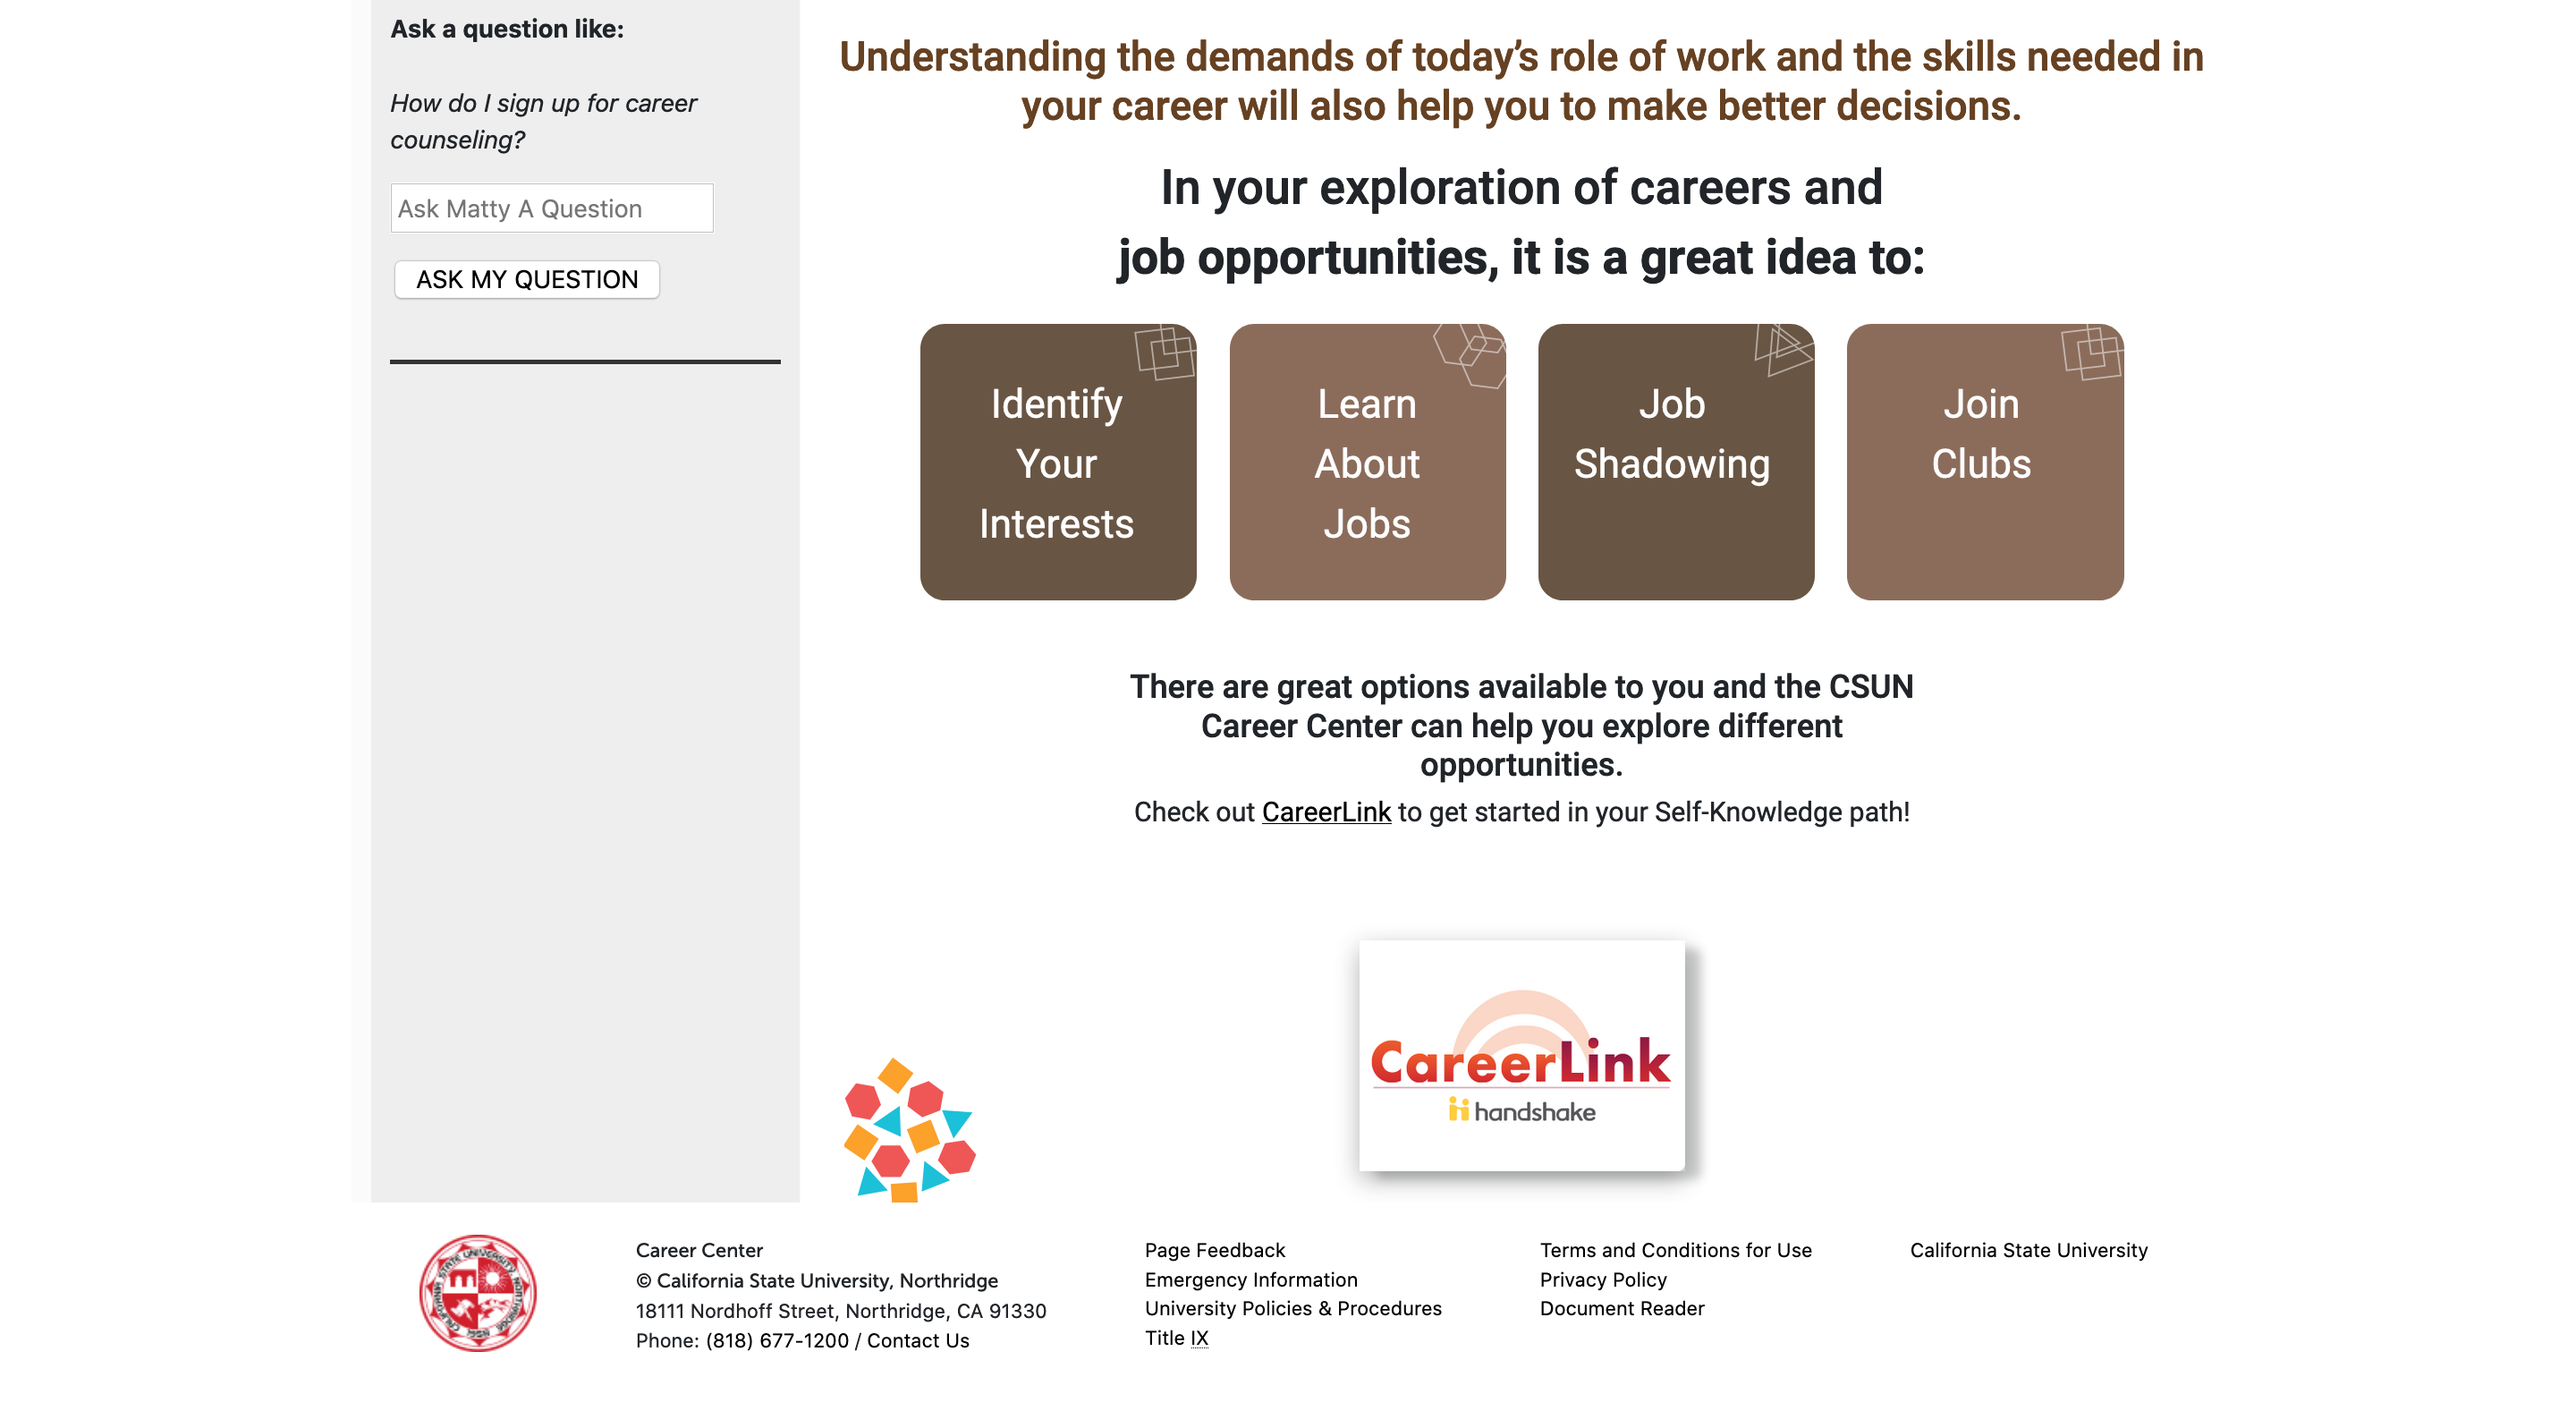 Ask a question like:
How do I sign up for career
counseling?
Ask Matty A Question
ASK MY QUESTION
Understanding the demands of today’s role of work and the skills needed in
your career will also help you to make better decisions.
In your exploration of careers and
job opportunities, it is a great idea to:
Identify
Your
Interests
Learn
About
Jobs
Job
Shadowing
Join
Clubs
There are great options available to you and the CSUN
Career Center can help you explore different
opportunities.
Check out CareerLink to get started in your Self-Knowledge path!
CareerLink
handshake
CALIFORNIA STATE UNIVERSITY NORTHRIDGE
Career Center
© California State University, Northridge
18111 Nordhoff Street, Northridge, CA 91330
Phone: (818) 677-1200 / Contact Us
Page Feedback
Emergency Information
University Policies & Procedures
Title IX
Terms and Conditions for Use
Privacy Policy
Document Reader
California State University